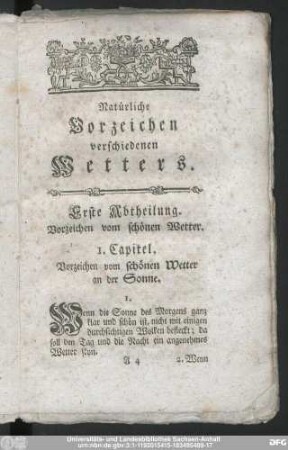 Natürliche
Vorzeichen
verschiedenen
Wetters.
Erste Abtheilung.
Vorzeichen vom schönen Wetter.
1. Capitel.
Vorzeichen vom schönen Wetter
an der Sonne.
1.
Wenn die Sonne des Morgens ganz
klar und schön ist, nicht mit einigen
durchsichtigen Wolken besteckt; da
soll den Tag und die Nacht ein angenehmes
Wetter seyn.
A 4
2. Wenn
Universitäts- und Landesbibliothek Sachsen-Anhalt
DFG